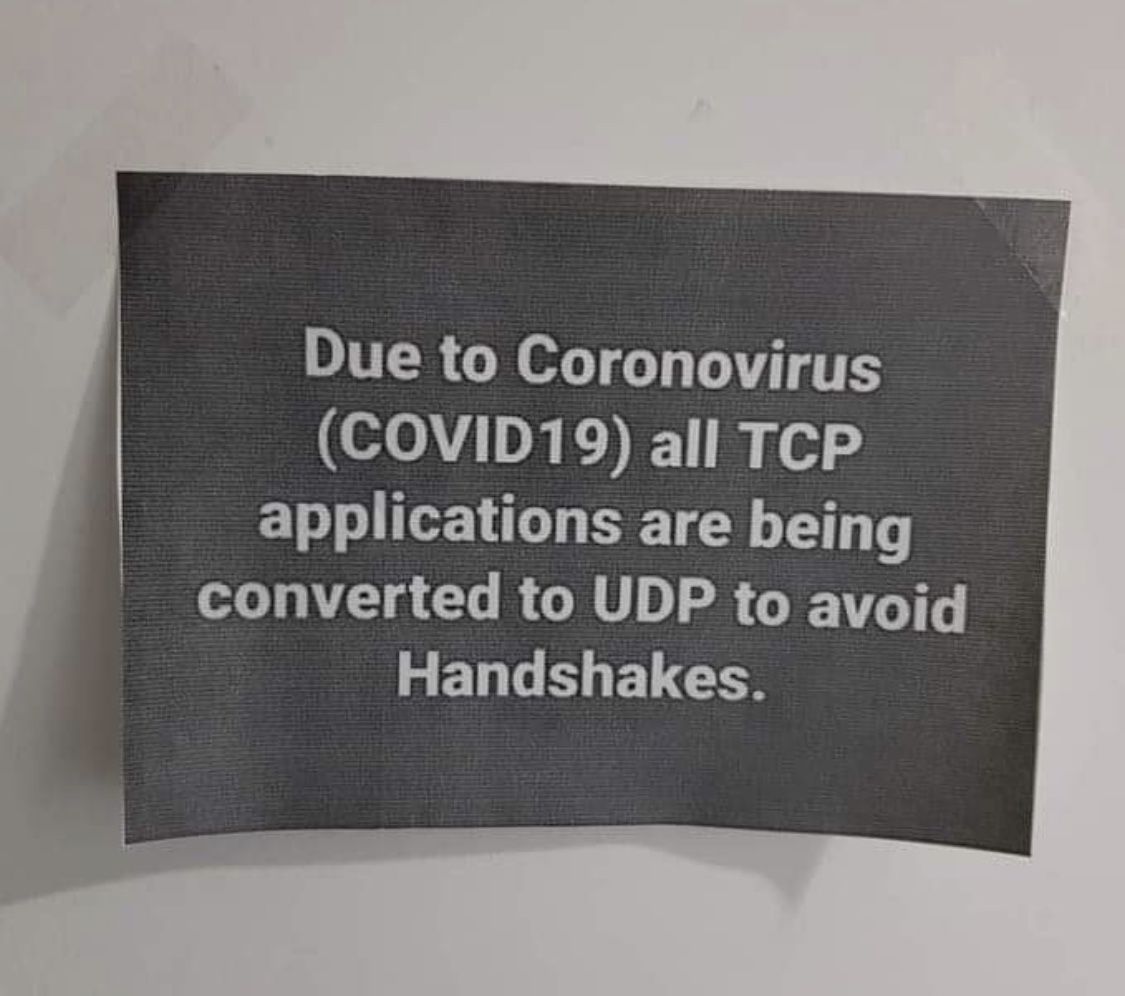 Due to Coronovirus
(COVID19) all TCP
applications are being
converted to UDP to avoid
Handshakes.